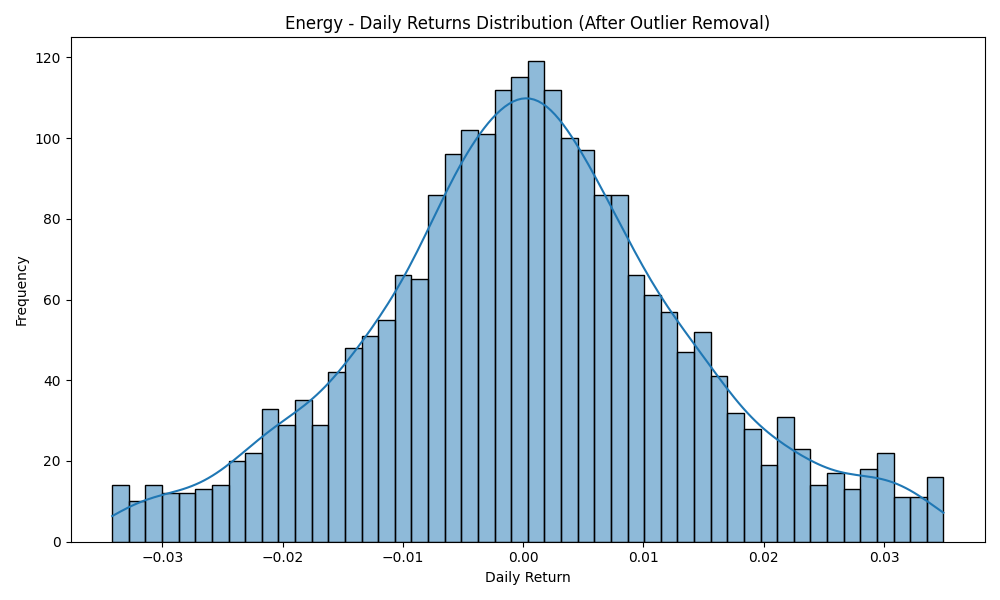 Energy - Daily Returns Distribution (After Outlier Removal)
Frequency
120
100
80
60
40
20
0
−0.03 −0.02 −0.01 0.00 0.01 0.02 0.03
Daily Return